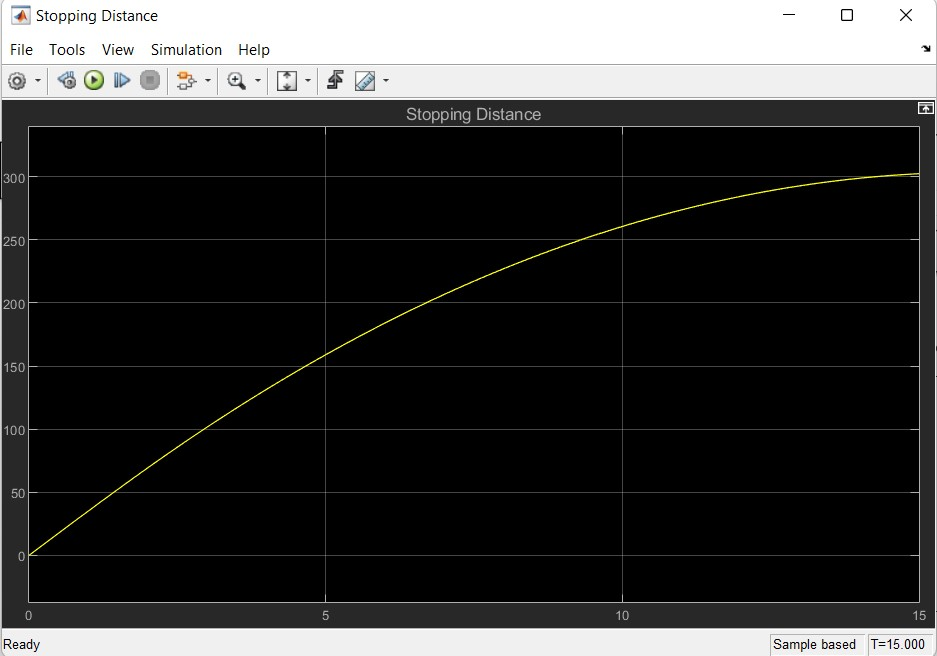 Stopping Distance
File Tools View Simulation Help
Stopping Distance
300
250
200
150
100
50
0
0 5 10 15
Ready Sample based T=15.000